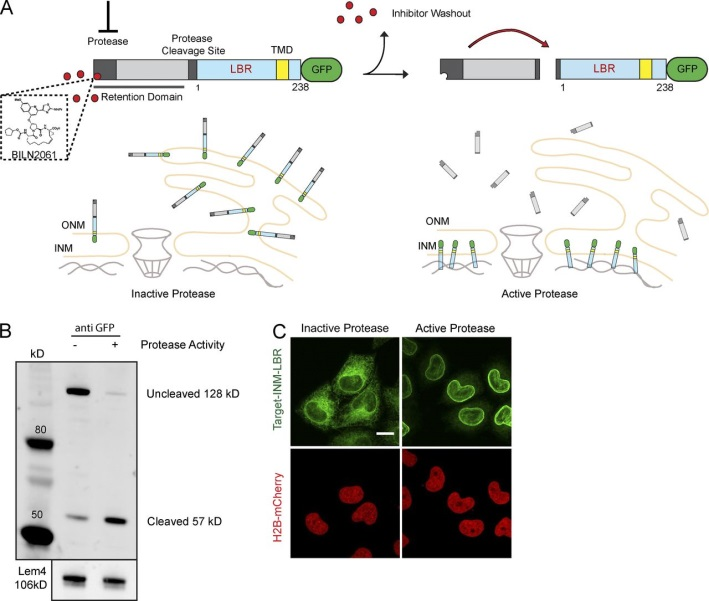 A
Inhibitor Washout
Protease
Protease
Cleavage Site
TMD
LBR
GFP
LBR
GFP
Retention Domain
1
238
1
238
BILN2061
ONM
INM
ONM
INM
Inactive Protease
Active Protease
B
anti GFP
kD
-
+
Protease Activity
Uncleaved 128 kD
80
50
Cleaved 57 kD
Lem4
106kD
C
Inactive Protease
Active Protease
Target-INM-LBR
H2B-mCherry